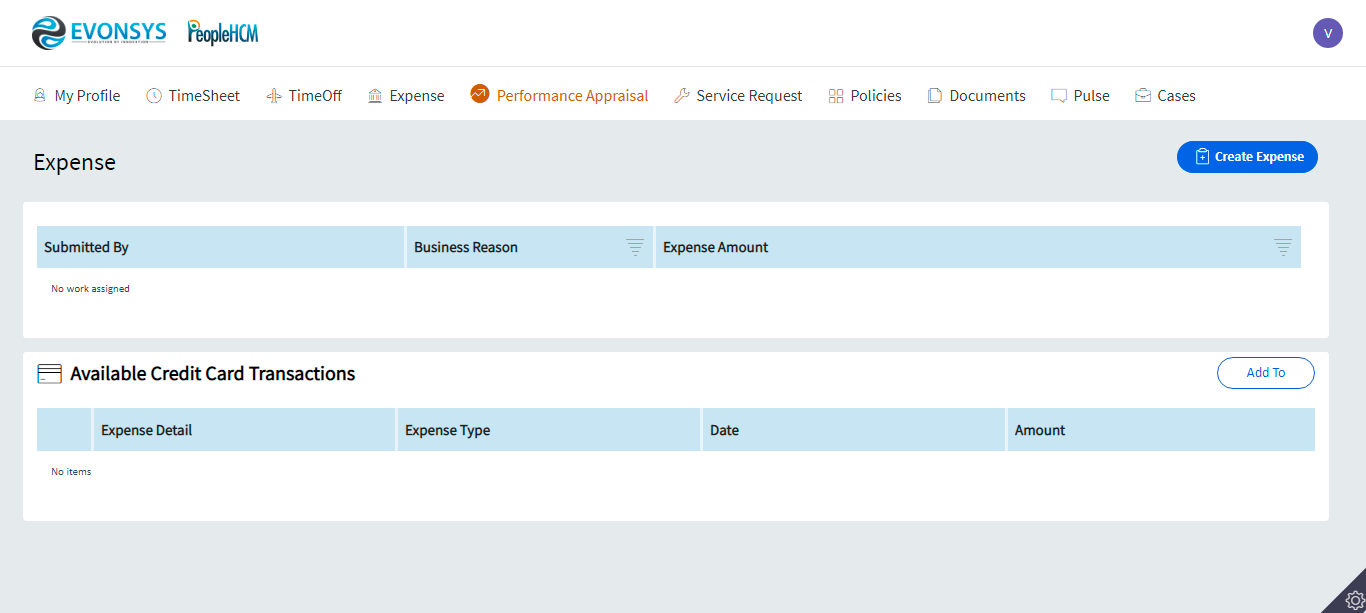 EVONSYS
EVOLUTION BY INNOVATION
PeopleHCM
V
My Profile
TimeSheet
TimeOff
Expense
Performance Appraisal
Service Request
Policies
Documents
Pulse
Cases
Expense
Create Expense
Submitted By
Business Reason
Expense Amount
No work assigned
Available Credit Card Transactions
Add To
Expense Detail
Expense Type
Date
Amount
No items